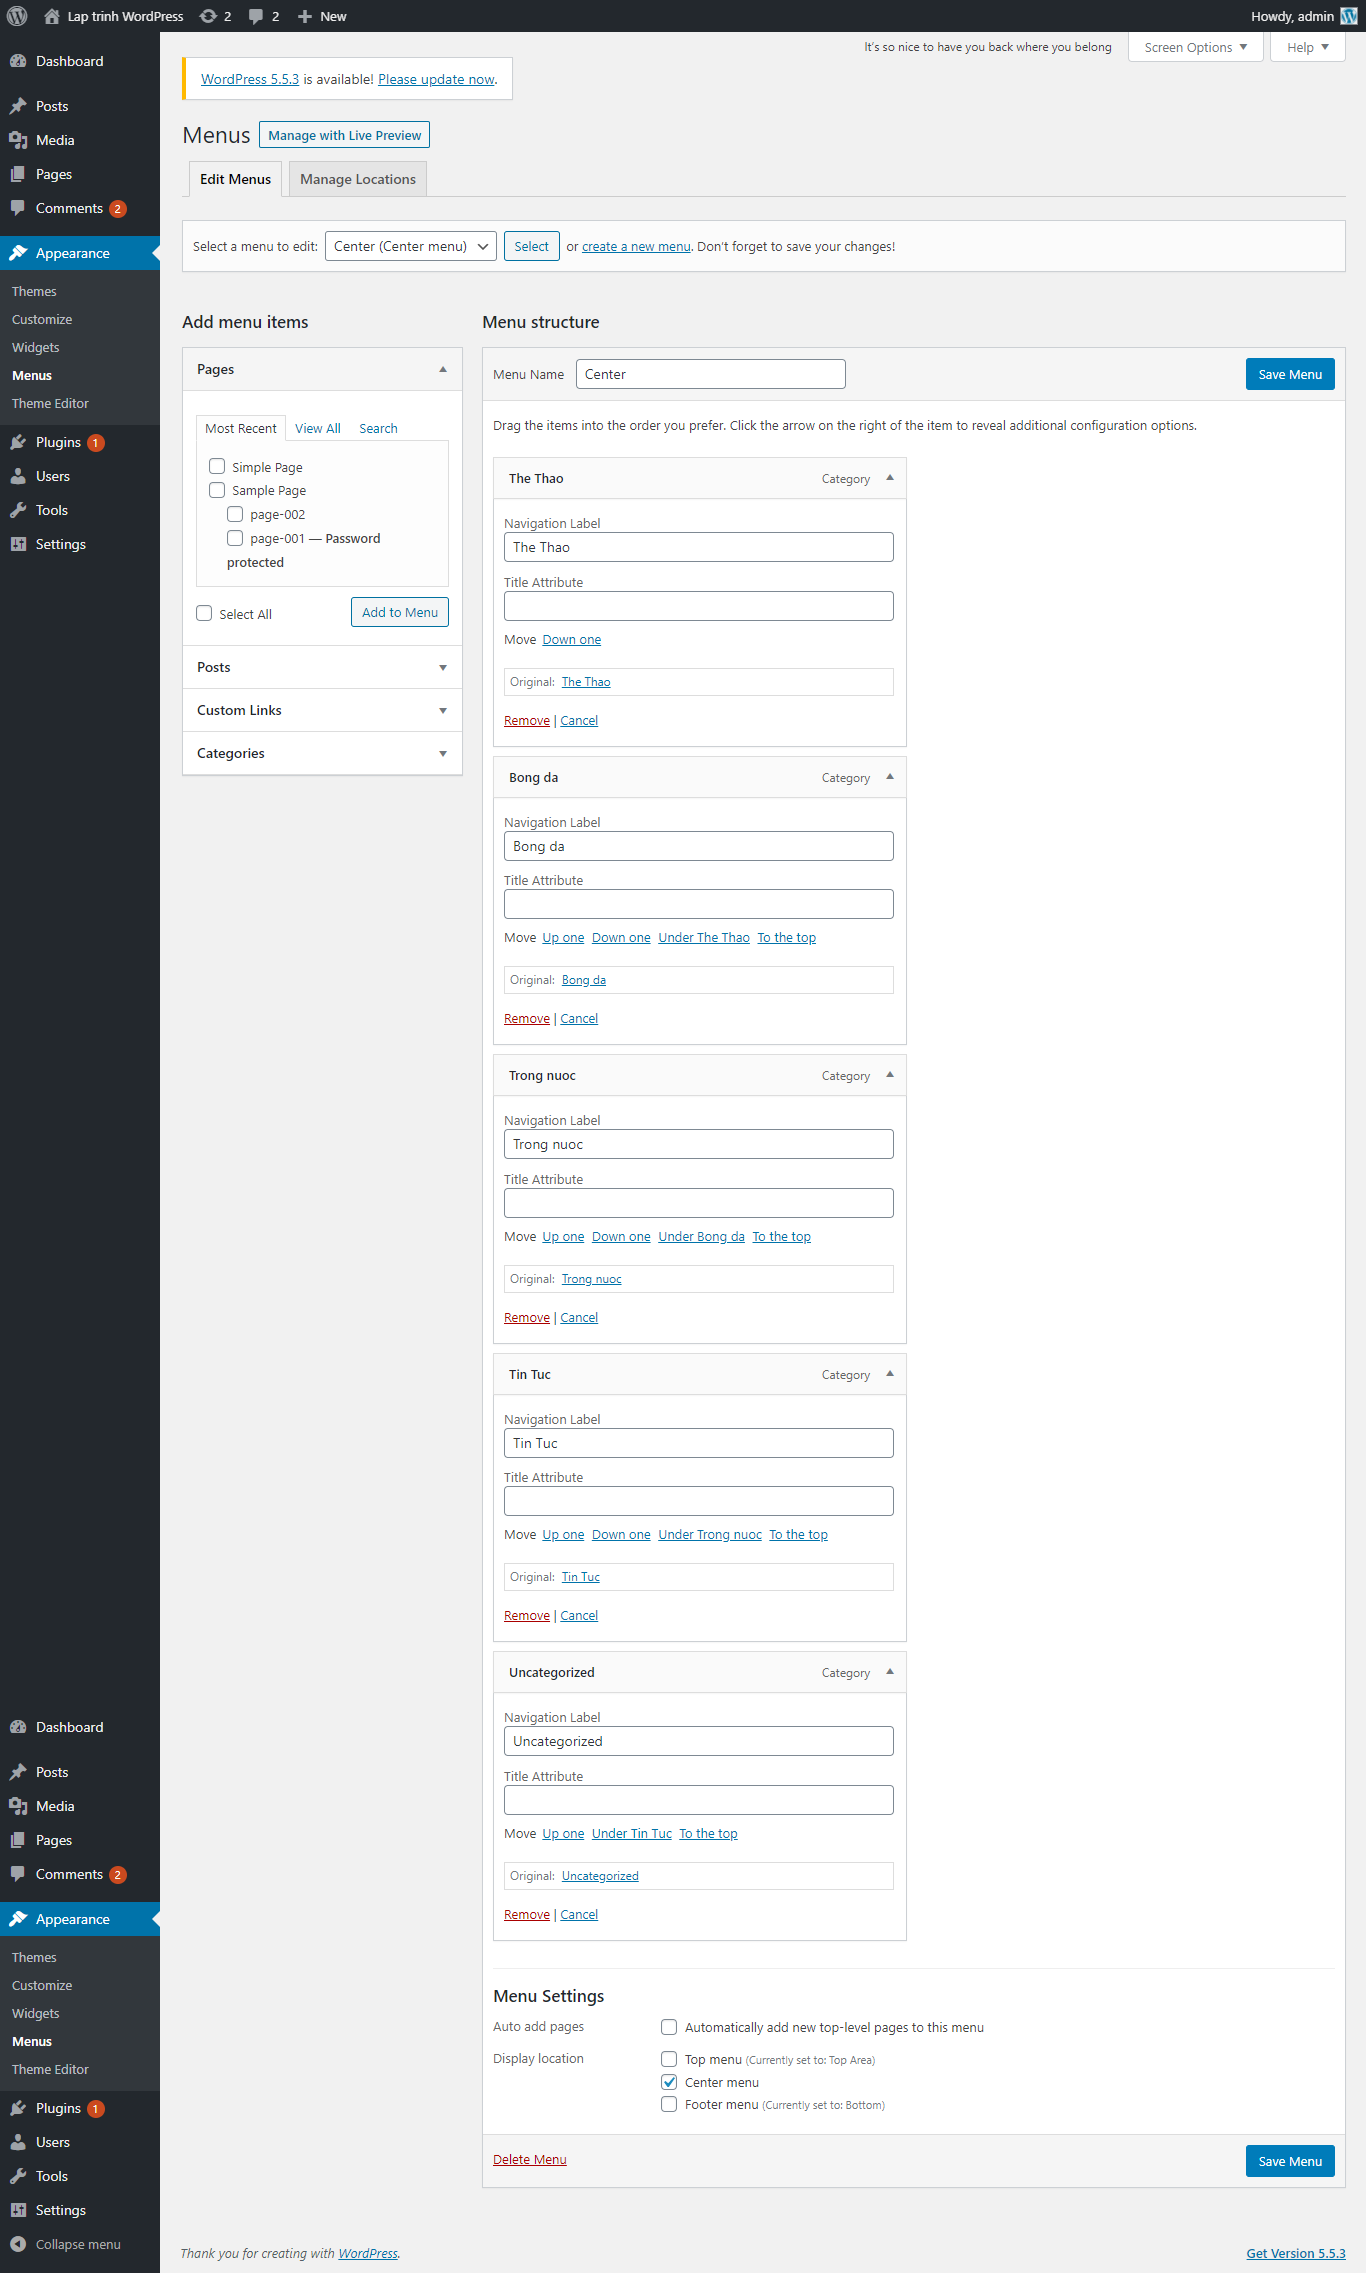 Lap trinh WordPress 2 2 New Howdy, admin
It's so nice to have you back where you belong Screen Options Help
Dashboard
Posts
Media
Pages
Comments 2
Appearance
Themes
Customize
Widgets
Menus
Theme Editor
Plugins 1
Users
Tools
Settings
WordPress 5.5.3 is available! Please update now.
Menus Manage with Live Preview
Edit Menus Manage Locations
Select a menu to edit: Center (Center menu) Select or create a new menu. Don't forget to save your changes!
Add menu items
Pages
Most Recent View All Search
Simple Page
Sample Page
page-002
page-001 — Password
protected
Select All Add to Menu
Posts
Custom Links
Categories
Menu structure
Menu Name Center Save Menu
Drag the items into the order you prefer. Click the arrow on the right of the item to reveal additional configuration options.
The Thao Category
Navigation Label
The Thao
Title Attribute
Move Down one
Original: The Thao
Remove | Cancel
Bong da Category
Navigation Label
Bong da
Title Attribute
Move Up one Down one Under The Thao To the top
Original: Bong da
Remove | Cancel
Trong nuoc Category
Navigation Label
Trong nuoc
Title Attribute
Move Up one Down one Under Bong da To the top
Original: Trong nuoc
Remove | Cancel
Tin Tuc Category
Navigation Label
Tin Tuc
Title Attribute
Move Up one Down one Under Trong nuoc To the top
Original: Tin Tuc
Remove | Cancel
Uncategorized Category
Navigation Label
Uncategorized
Title Attribute
Move Up one Under Tin Tuc To the top
Original: Uncategorized
Remove | Cancel
Menu Settings
Auto add pages Automatically add new top-level pages to this menu
Display location Top menu (Currently set to: Top Area)
Center menu
Footer menu (Currently set to: Bottom)
Delete Menu Save Menu
Dashboard
Posts
Media
Pages
Comments 2
Appearance
Themes
Customize
Widgets
Menus
Theme Editor
Plugins 1
Users
Tools
Settings
Collapse menu
Thank you for creating with WordPress. Get Version 5.5.3